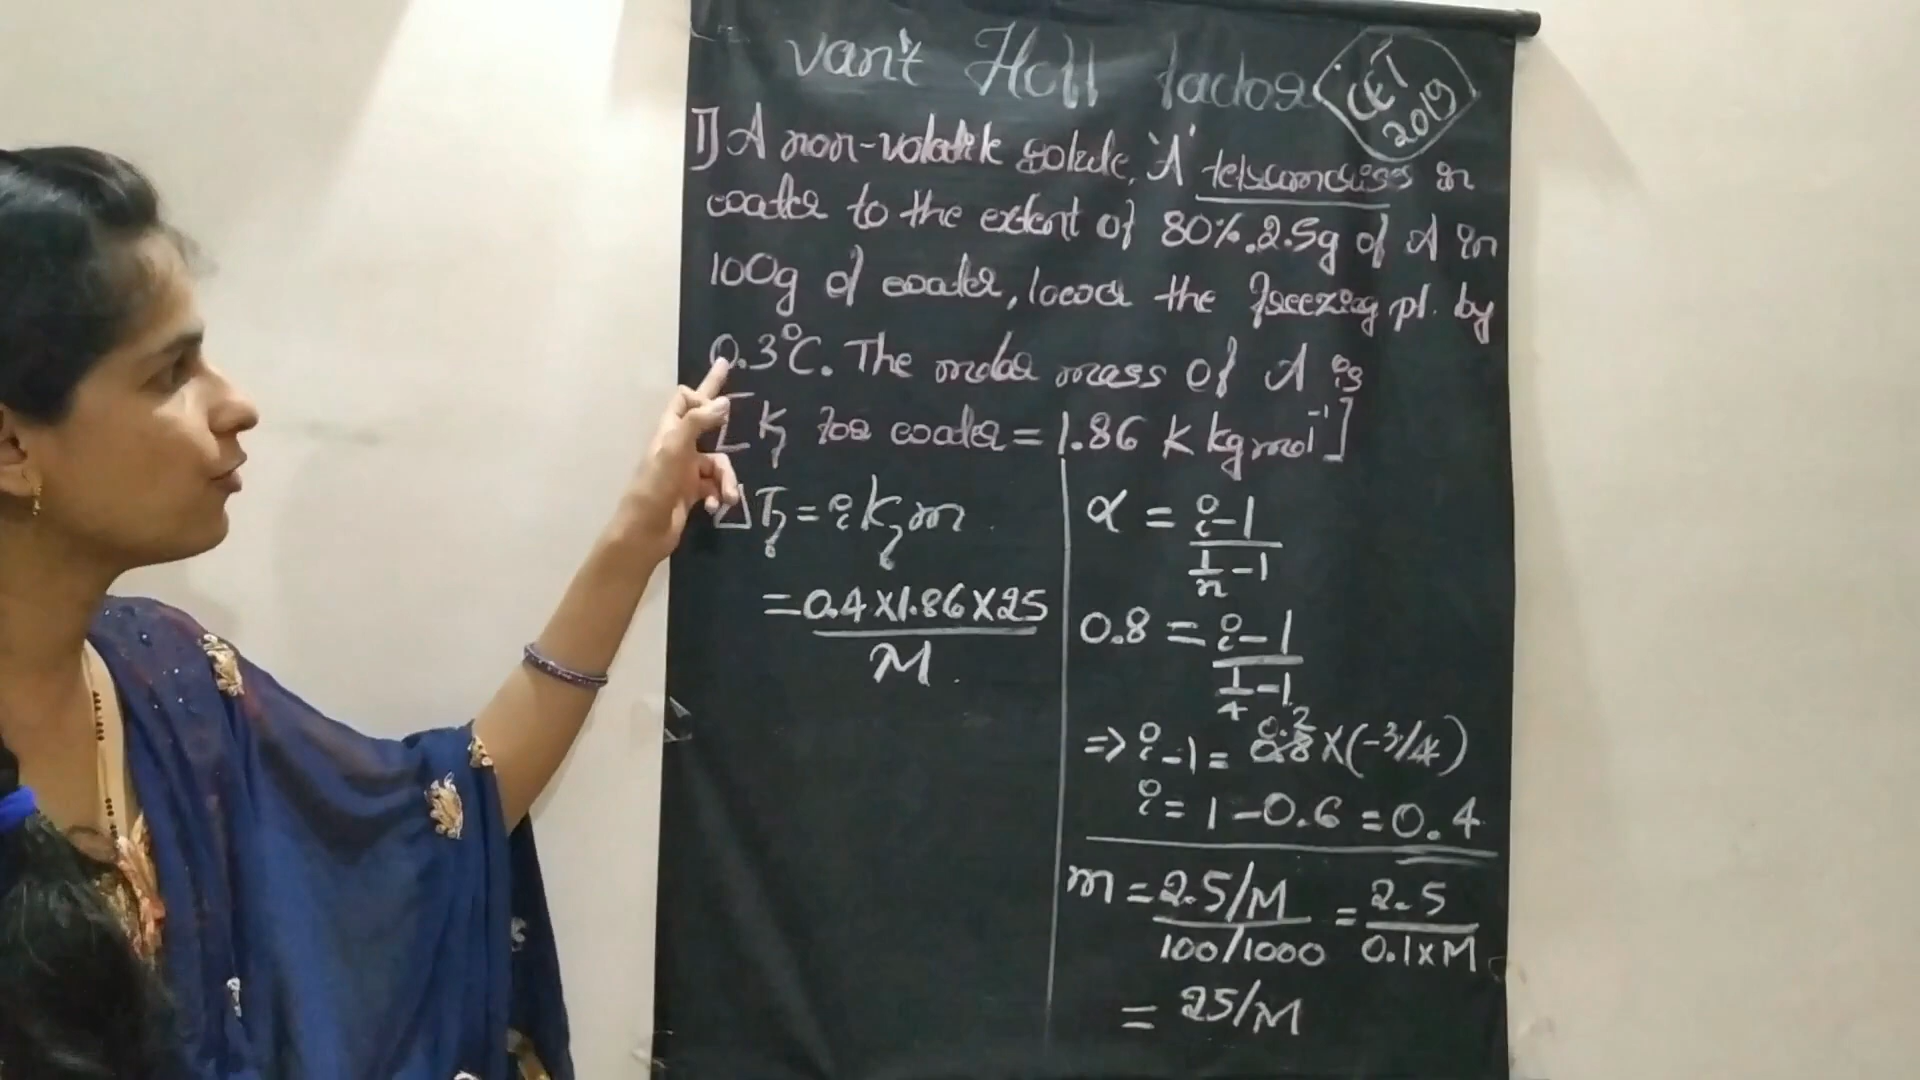 van't Hoff factor
CET 2019
1] A non-volatile solute, 'A' tetramerises in
water to the extent of 80%. 2.5g of A in
100g of water, lower the freezing pt. by
0.3°C. The molar mass of A is
[Kf for water = 1.86 K kg mol⁻¹]
ΔTf = i Kf m
= 0.4 x 1.86 x 25 / M
α = i-1 / (1/n - 1)
0.8 = i-1 / (1/4 - 1)
=> i-1 = 0.8 0.2 x (-3/4)
i = 1 - 0.6 = 0.4
m = 2.5/M / 100/1000 = 2.5 / 0.1 x M
= 25/M